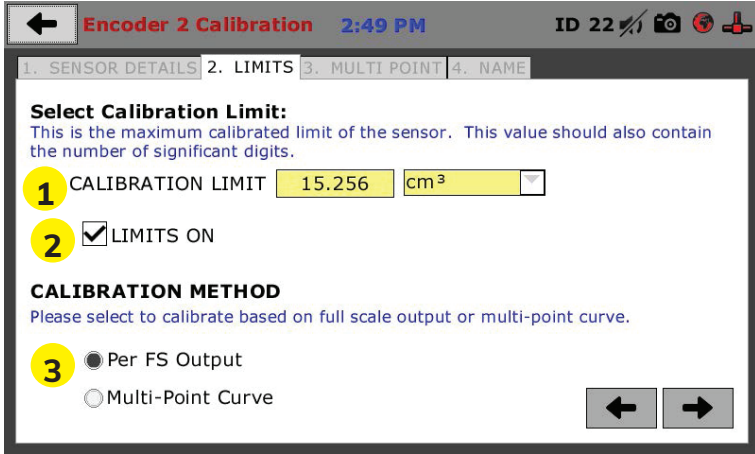 Encoder 2 Calibration 2:49 PM ID 22
1. SENSOR DETAILS 2. LIMITS 3. MULTI POINT 4. NAME
Select Calibration Limit:
This is the maximum calibrated limit of the sensor. This value should also contain
the number of significant digits.
1 CALIBRATION LIMIT 15.256 cm³
2 LIMITS ON
CALIBRATION METHOD
Please select to calibrate based on full scale output or multi-point curve.
3 Per FS Output
Multi-Point Curve